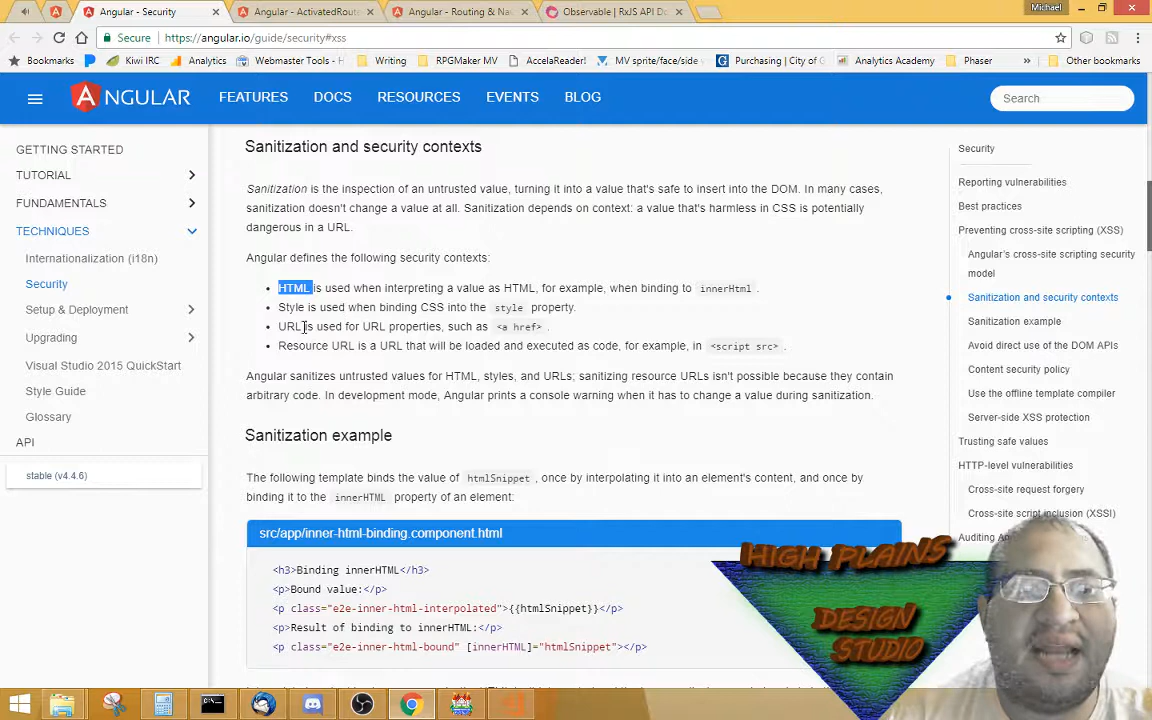 Angular - Security
Angular - ActivatedRoute
Angular - Routing & Na
Observable | RxJS API Do
Michael
Secure
https://angular.io/guide/security#xss
Bookmarks
Kiwi IRC
Analytics
Webmaster Tools - H
Writing
RPGMaker MV
AccelaReader!
MV sprite/face/side v
Purchasing | City of G
Analytics Academy
Phaser
»
Other bookmarks
ANGULAR
FEATURES
DOCS
RESOURCES
EVENTS
BLOG
Search
GETTING STARTED
TUTORIAL
FUNDAMENTALS
TECHNIQUES
Internationalization (i18n)
Security
Setup & Deployment
Upgrading
Visual Studio 2015 QuickStart
Style Guide
Glossary
API
stable (v4.4.6)
Sanitization and security contexts
Sanitization is the inspection of an untrusted value, turning it into a value that's safe to insert into the DOM. In many cases,
sanitization doesn't change a value at all. Sanitization depends on context: a value that's harmless in CSS is potentially
dangerous in a URL.
Angular defines the following security contexts:
• HTML is used when interpreting a value as HTML, for example, when binding to innerHtml .
• Style is used when binding CSS into the style property.
• URL is used for URL properties, such as <a href> .
• Resource URL is a URL that will be loaded and executed as code, for example, in <script src> .
Angular sanitizes untrusted values for HTML, styles, and URLs; sanitizing resource URLs isn't possible because they contain
arbitrary code. In development mode, Angular prints a console warning when it has to change a value during sanitization.
Sanitization example
The following template binds the value of htmlSnippet , once by interpolating it into an element's content, and once by
binding it to the innerHTML property of an element:
src/app/inner-html-binding.component.html
<h3>Binding innerHTML</h3>
<p>Bound value:</p>
<p class="e2e-inner-html-interpolated">{{htmlSnippet}}</p>
<p>Result of binding to innerHTML:</p>
<p class="e2e-inner-html-bound" [innerHTML]="htmlSnippet"></p>
Security
Reporting vulnerabilities
Best practices
Preventing cross-site scripting (XSS)
Angular's cross-site scripting security
model
Sanitization and security contexts
Sanitization example
Avoid direct use of the DOM APIs
Content security policy
Use the offline template compiler
Server-side XSS protection
Trusting safe values
HTTP-level vulnerabilities
Cross-site request forgery
Cross-site script inclusion (XSSI)
Auditing
HIGH PLAINS
DESIGN
STUDIO